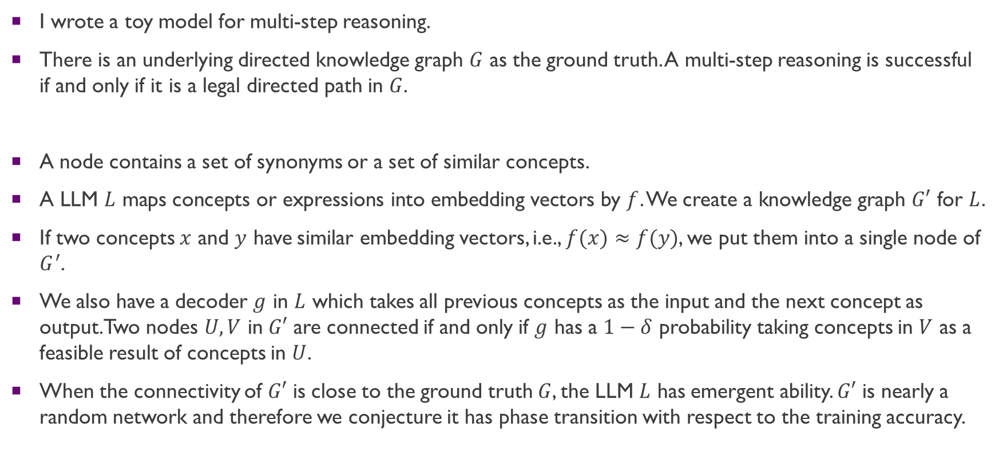 ▪ I wrote a toy model for multi-step reasoning.
▪ There is an underlying directed knowledge graph G as the ground truth. A multi-step reasoning is successful
if and only if it is a legal directed path in G.
▪ A node contains a set of synonyms or a set of similar concepts.
▪ A LLM L maps concepts or expressions into embedding vectors by f. We create a knowledge graph G′ for L.
▪ If two concepts x and y have similar embedding vectors, i.e., f(x) ≈ f(y), we put them into a single node of
G′.
▪ We also have a decoder g in L which takes all previous concepts as the input and the next concept as
output. Two nodes U, V in G′ are connected if and only if g has a 1 − δ probability taking concepts in V as a
feasible result of concepts in U.
▪ When the connectivity of G′ is close to the ground truth G, the LLM L has emergent ability. G′ is nearly a
random network and therefore we conjecture it has phase transition with respect to the training accuracy.